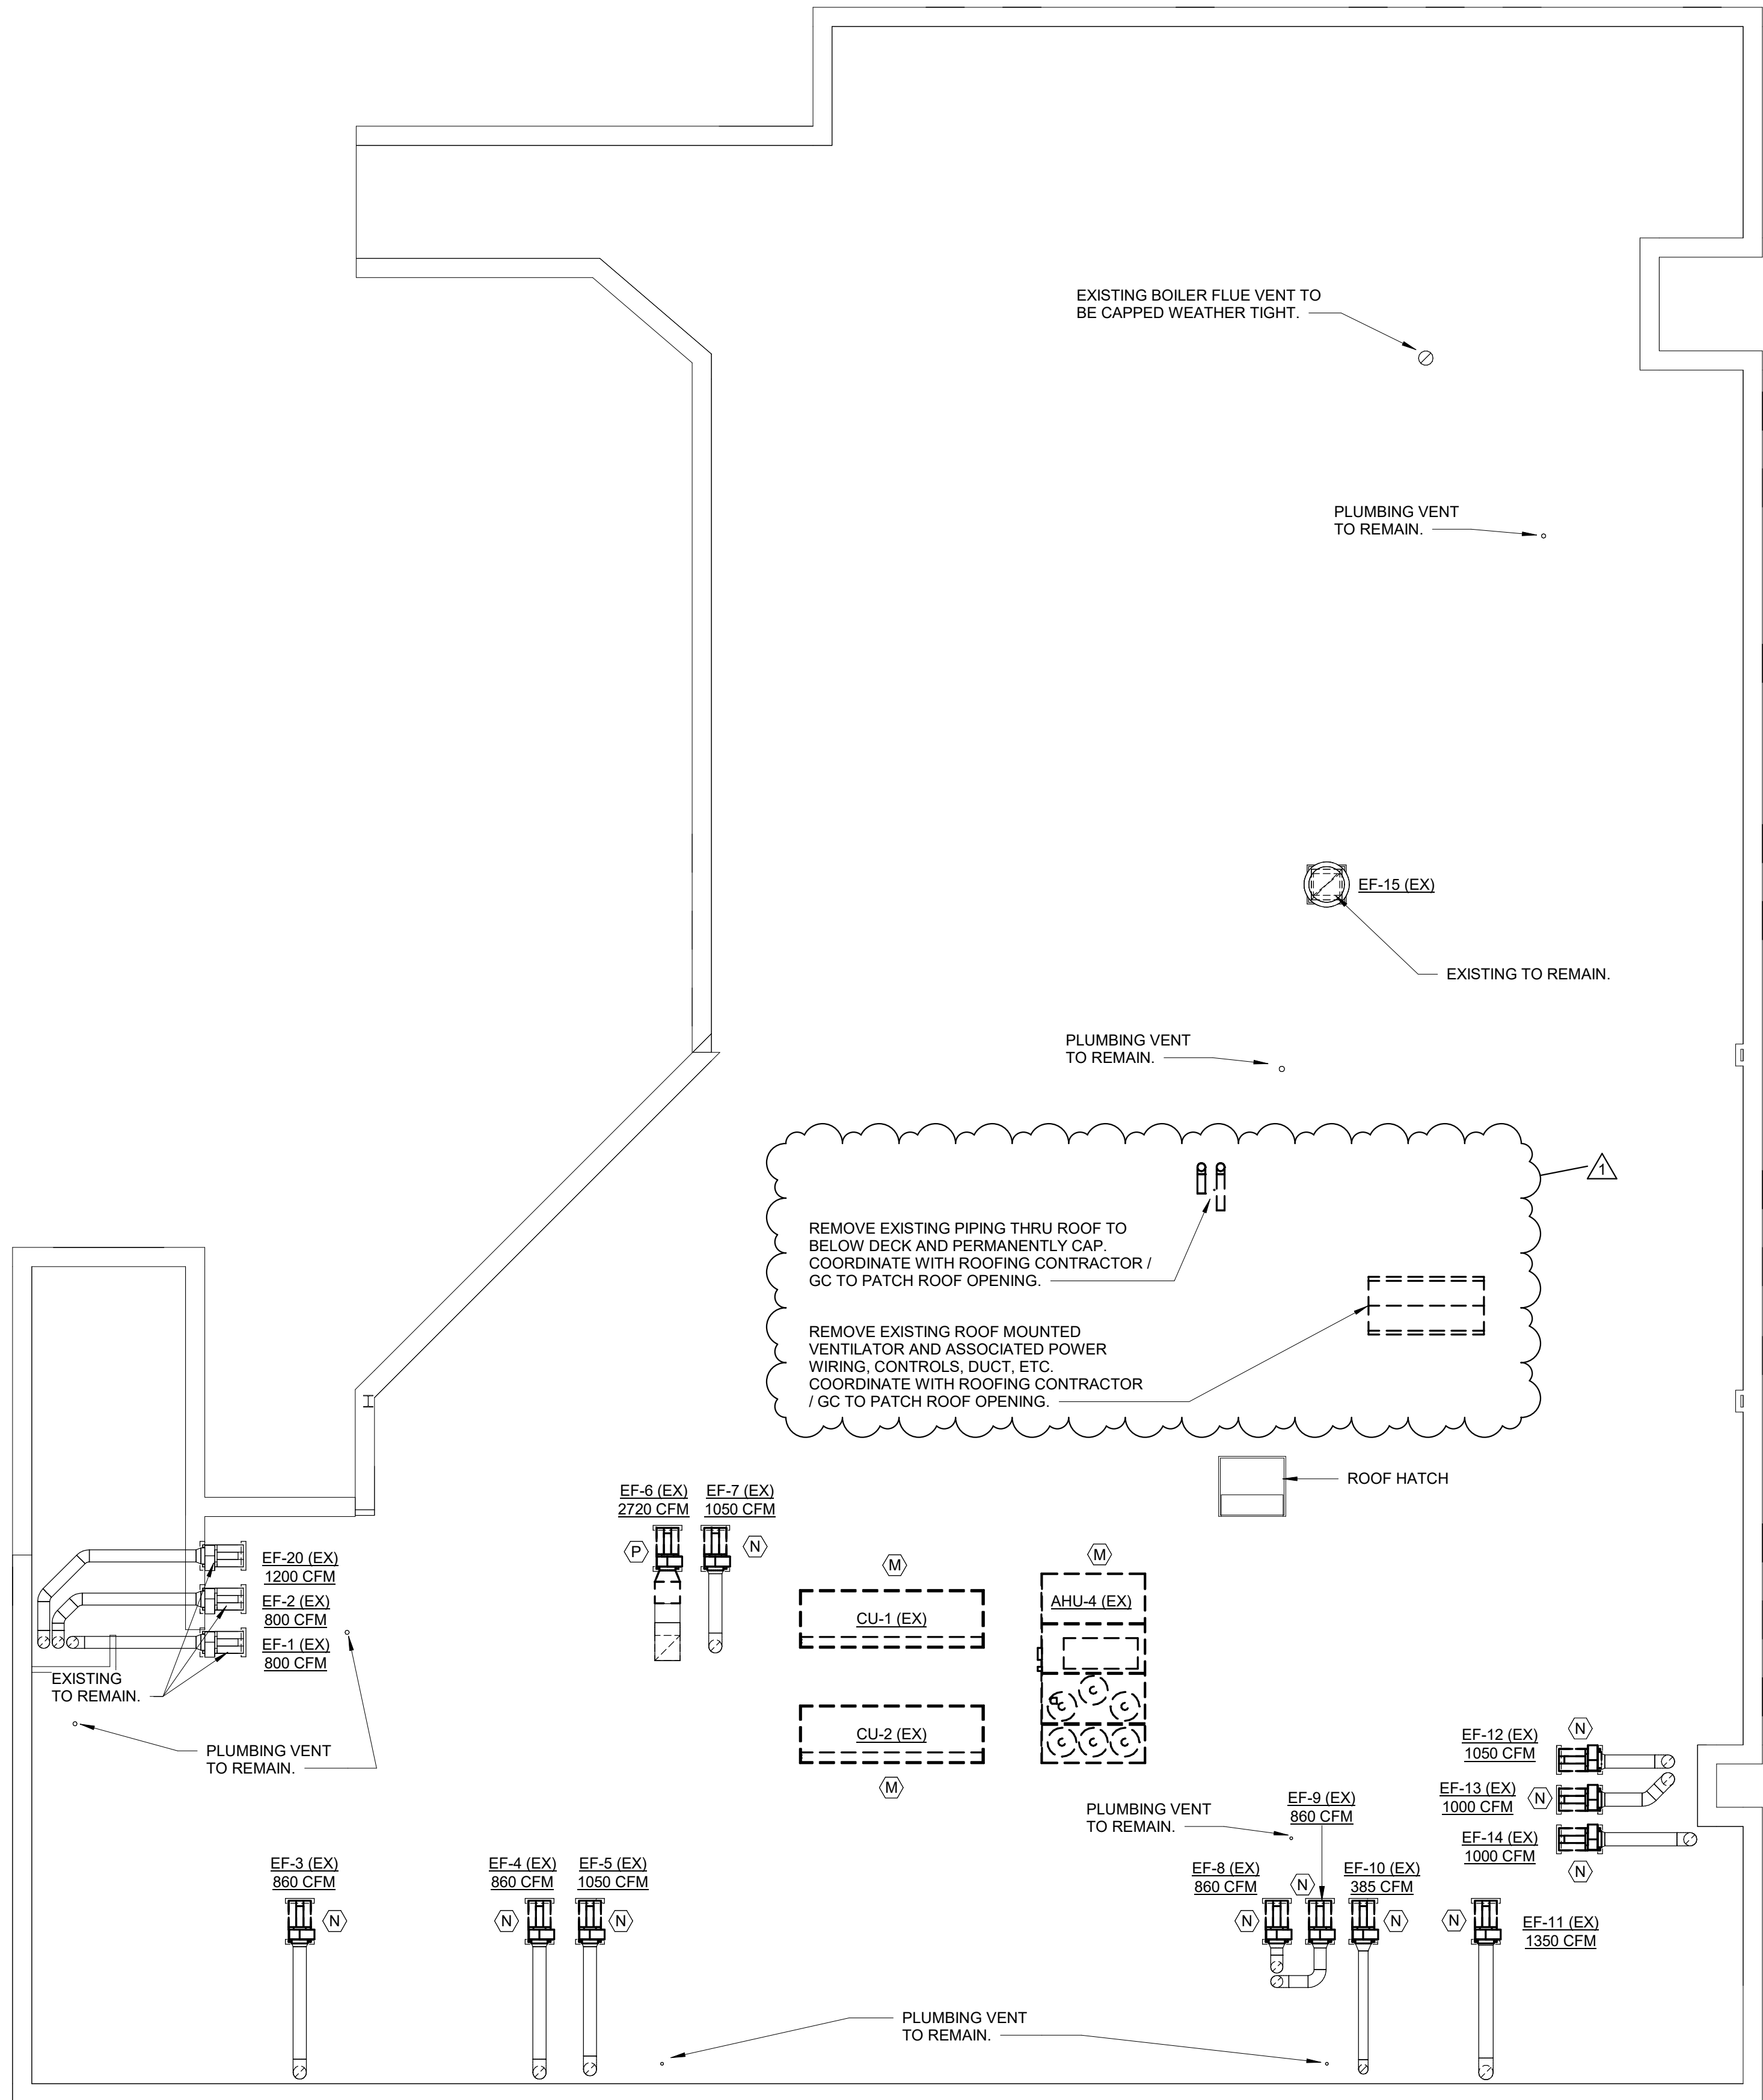 EXISTING BOILER FLUE VENT TO
BE CAPPED WEATHER TIGHT.
PLUMBING VENT
TO REMAIN.
EF-15 (EX)
EXISTING TO REMAIN.
PLUMBING VENT
TO REMAIN.
1
REMOVE EXISTING PIPING THRU ROOF TO
BELOW DECK AND PERMANENTLY CAP.
COORDINATE WITH ROOFING CONTRACTOR /
GC TO PATCH ROOF OPENING.
REMOVE EXISTING ROOF MOUNTED
VENTILATOR AND ASSOCIATED POWER
WIRING, CONTROLS, DUCT, ETC.
COORDINATE WITH ROOFING CONTRACTOR
/ GC TO PATCH ROOF OPENING.
ROOF HATCH
EF-6 (EX)
2720 CFM
EF-7 (EX)
1050 CFM
P
N
M
M
EF-20 (EX)
1200 CFM
EF-2 (EX)
800 CFM
EF-1 (EX)
800 CFM
EXISTING
TO REMAIN.
PLUMBING VENT
TO REMAIN.
CU-1 (EX)
AHU-4 (EX)
C
C
C
C
C
C
CU-2 (EX)
M
EF-12 (EX)
1050 CFM
N
EF-13 (EX)
1000 CFM
N
EF-14 (EX)
1000 CFM
N
PLUMBING VENT
TO REMAIN.
EF-9 (EX)
860 CFM
EF-3 (EX)
860 CFM
N
EF-4 (EX)
860 CFM
N
EF-5 (EX)
1050 CFM
N
EF-8 (EX)
860 CFM
N
N
EF-10 (EX)
385 CFM
N
N
EF-11 (EX)
1350 CFM
PLUMBING VENT
TO REMAIN.